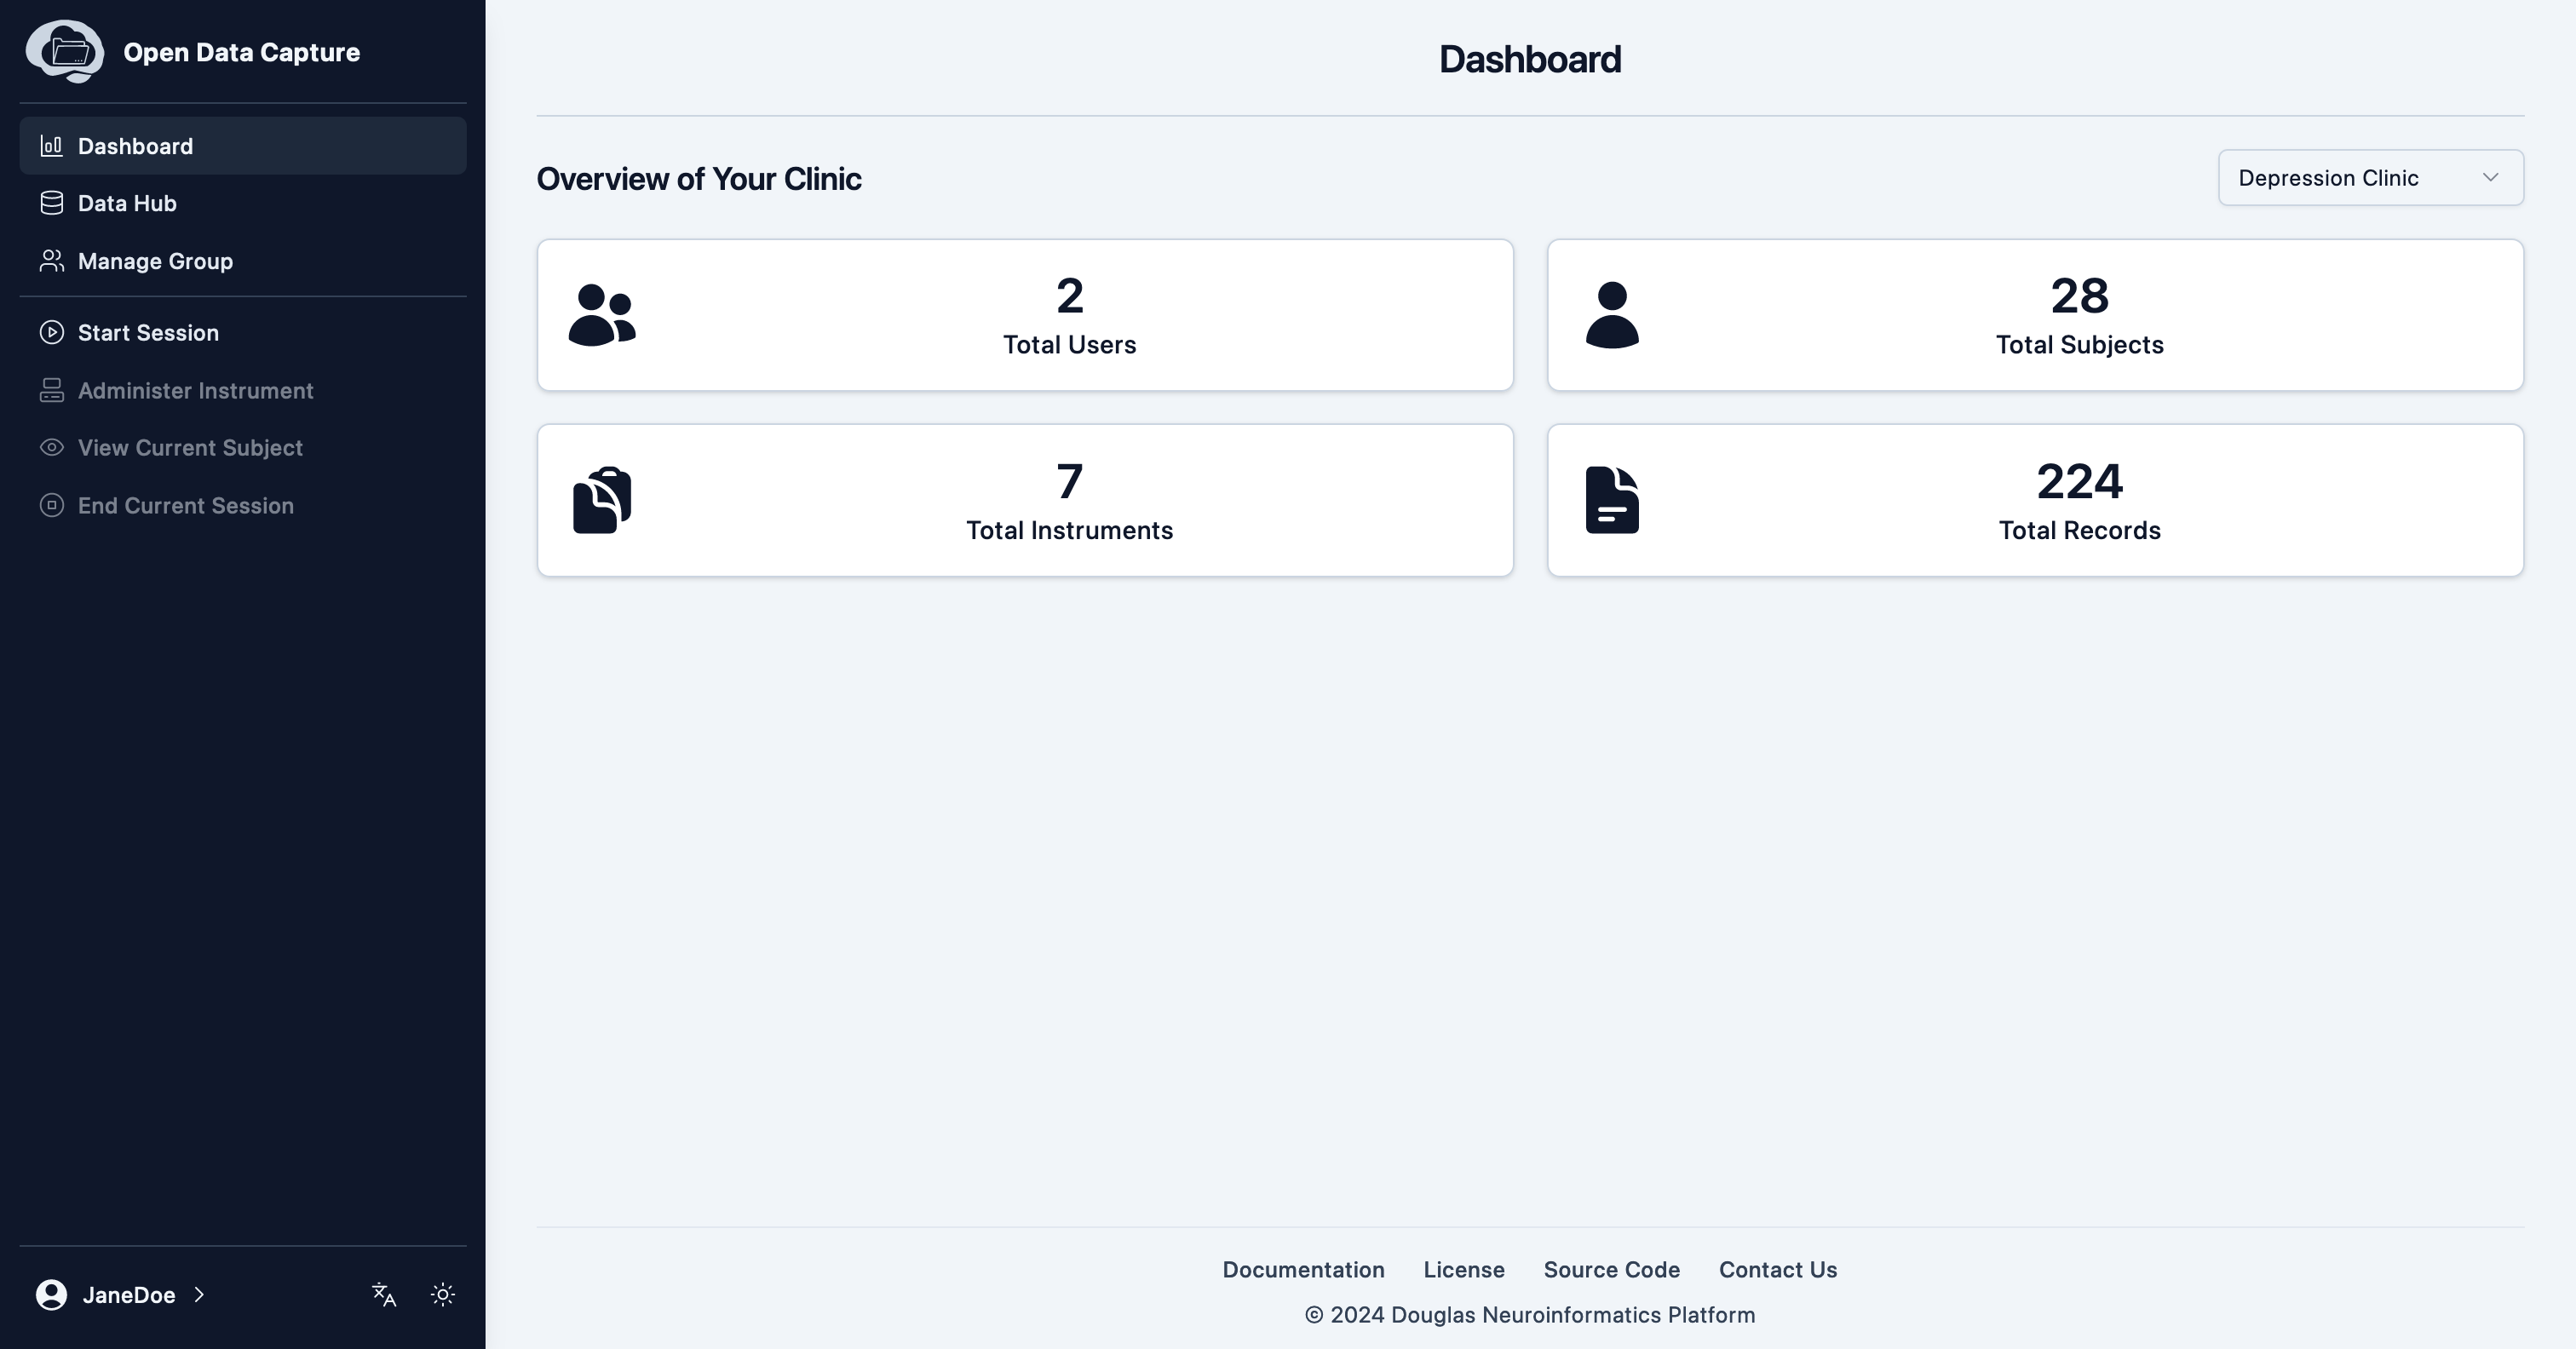 Open Data Capture
Dashboard
Data Hub
Manage Group
Start Session
Administer Instrument
View Current Subject
End Current Session
JaneDoe
Dashboard
Overview of Your Clinic
Depression Clinic
2
Total Users
28
Total Subjects
7
Total Instruments
224
Total Records
Documentation License Source Code Contact Us
© 2024 Douglas Neuroinformatics Platform